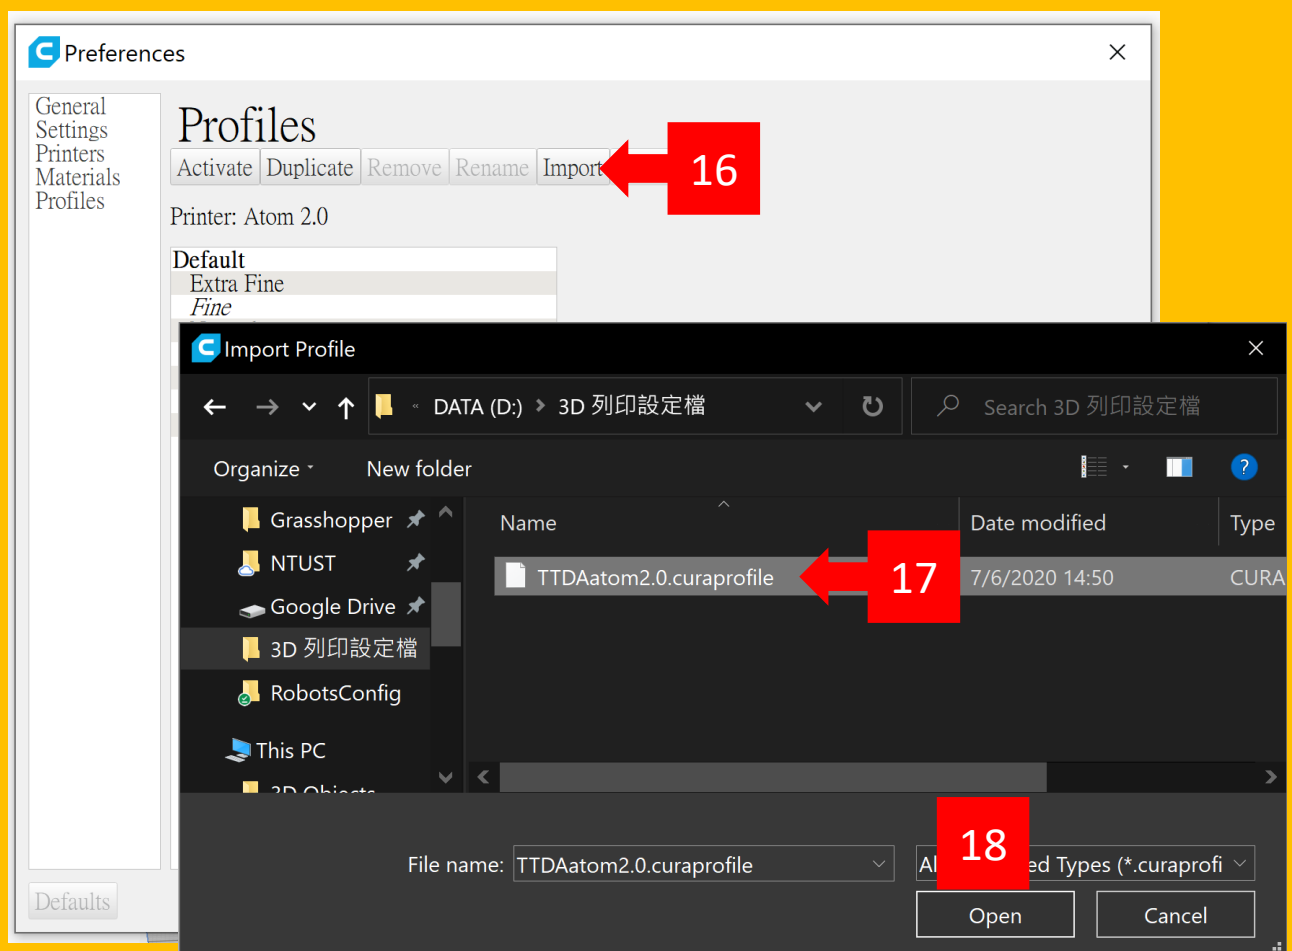 Preferences
General
Settings
Printers
Materials
Profiles
Profiles
Activate Duplicate Remove Rename Import
16
Printer: Atom 2.0
Default
Extra Fine
Fine
Import Profile
« DATA (D:) > 3D 列印設定檔
Search 3D 列印設定檔
Organize
New folder
?
Grasshopper
NTUST
Google Drive
3D 列印設定檔
RobotsConfig
This PC
3D Objects
Name Date modified Type
TTDAatom2.0.curaprofile 7/6/2020 14:50 CURA
17
File name: TTDAatom2.0.curaprofile
18
ed Types (*.curaprofi
Open Cancel
Defaults